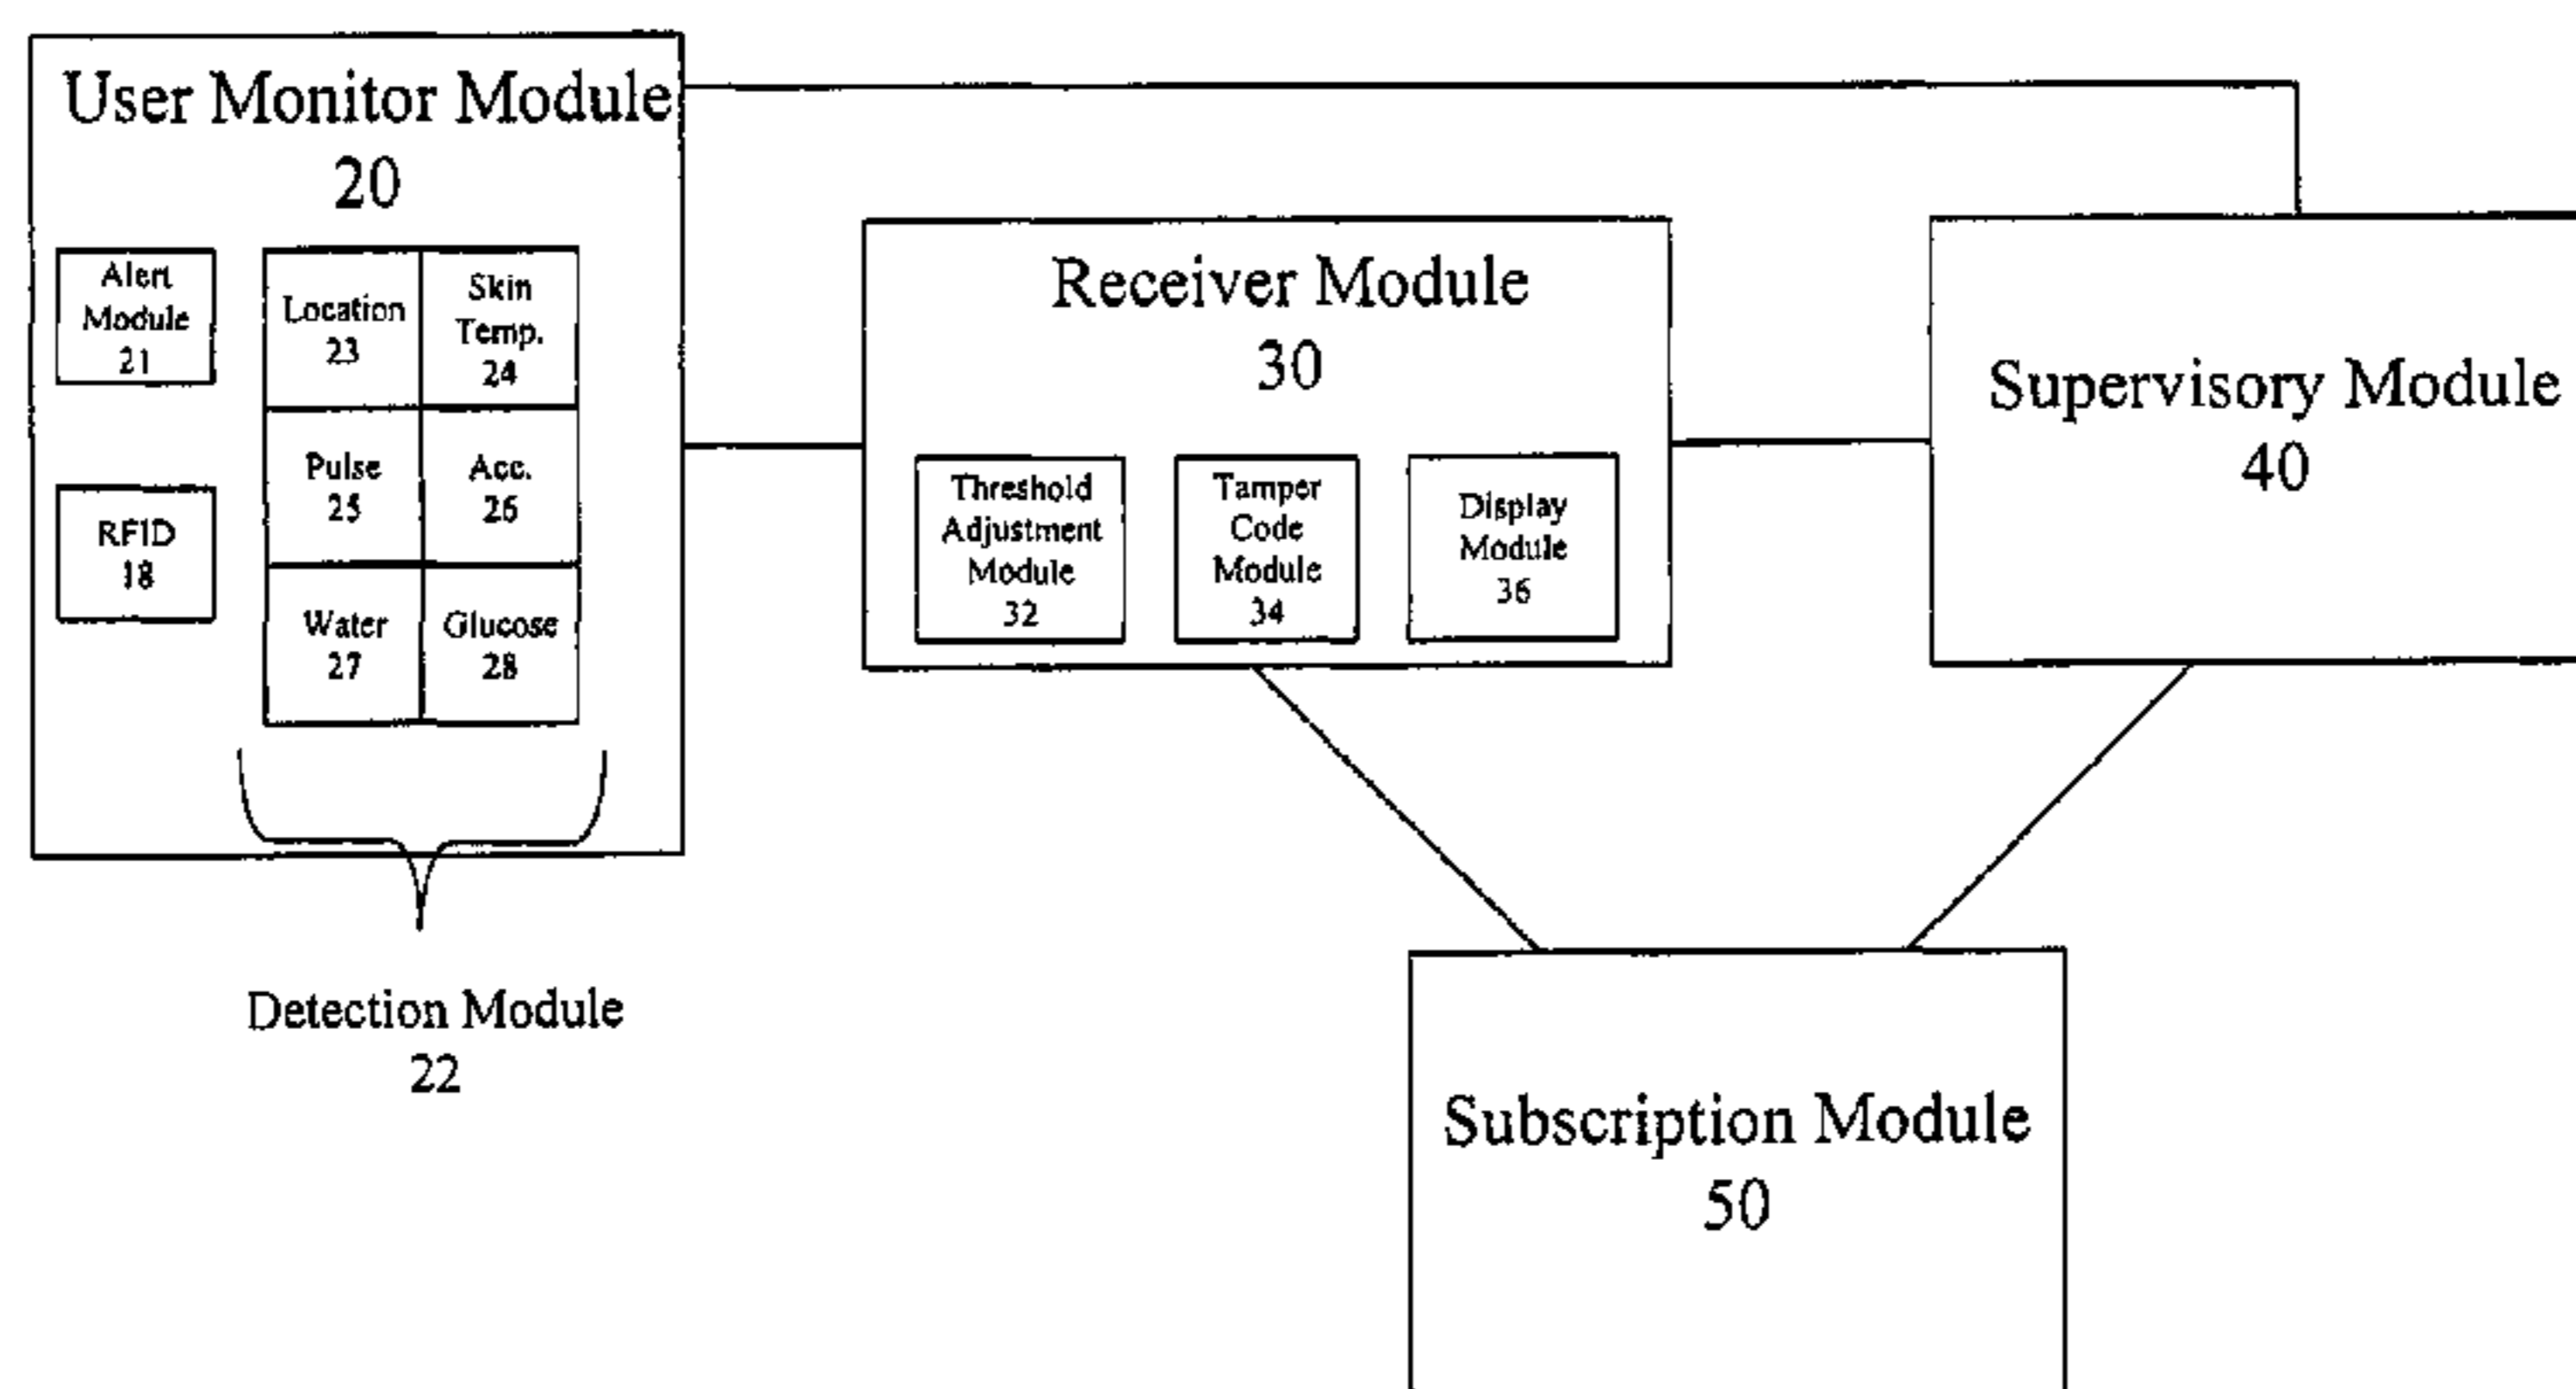 User Monitor Module
20
Alert
Module
21
RFID
18
Location
23
Skin
Temp.
24
Pulse
25
Acc.
26
Water
27
Glucose
28
Detection Module
22
Receiver Module
30
Threshold
Adjustment
Module
32
Tamper
Code
Module
34
Display
Module
36
Supervisory Module
40
Subscription Module
50